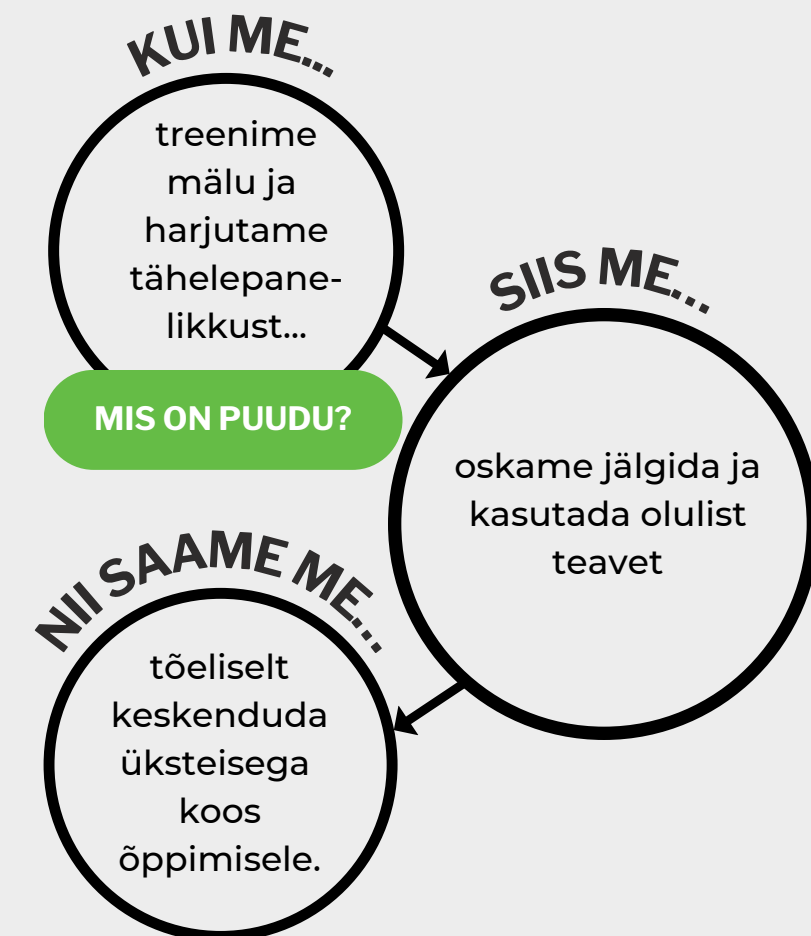 KUI ME...
treenime
mälu ja
harjutame
tähelepane-
likkust...
MIS ON PUUDU?
SIIS ME...
oskame jälgida ja
kasutada olulist
teavet
NII SAAME ME...
tõeliselt
keskenduda
üksteisega
koos
õppimisele.